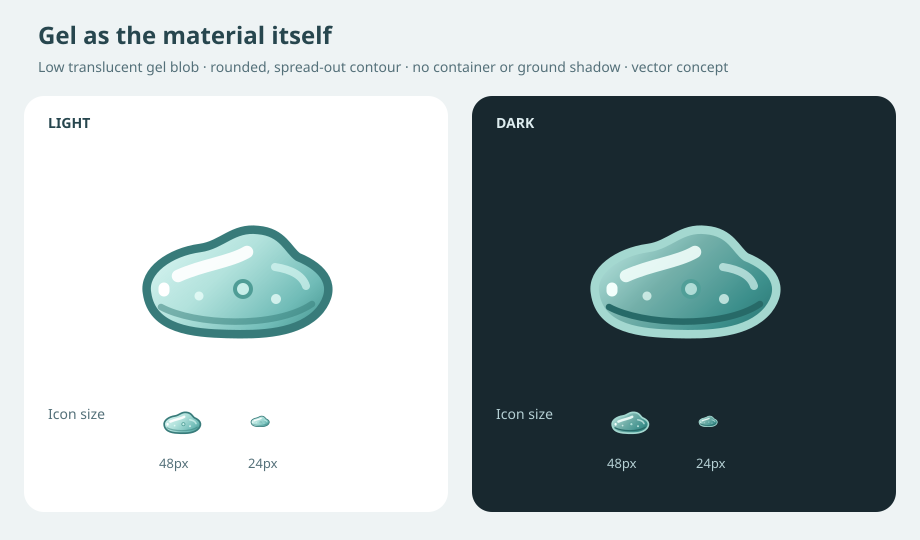 Gel as the material itself
Low translucent gel blob · rounded, spread-out contour · no container or ground shadow · vector concept
LIGHT
Icon size
48px
24px
DARK
Icon size
48px
24px